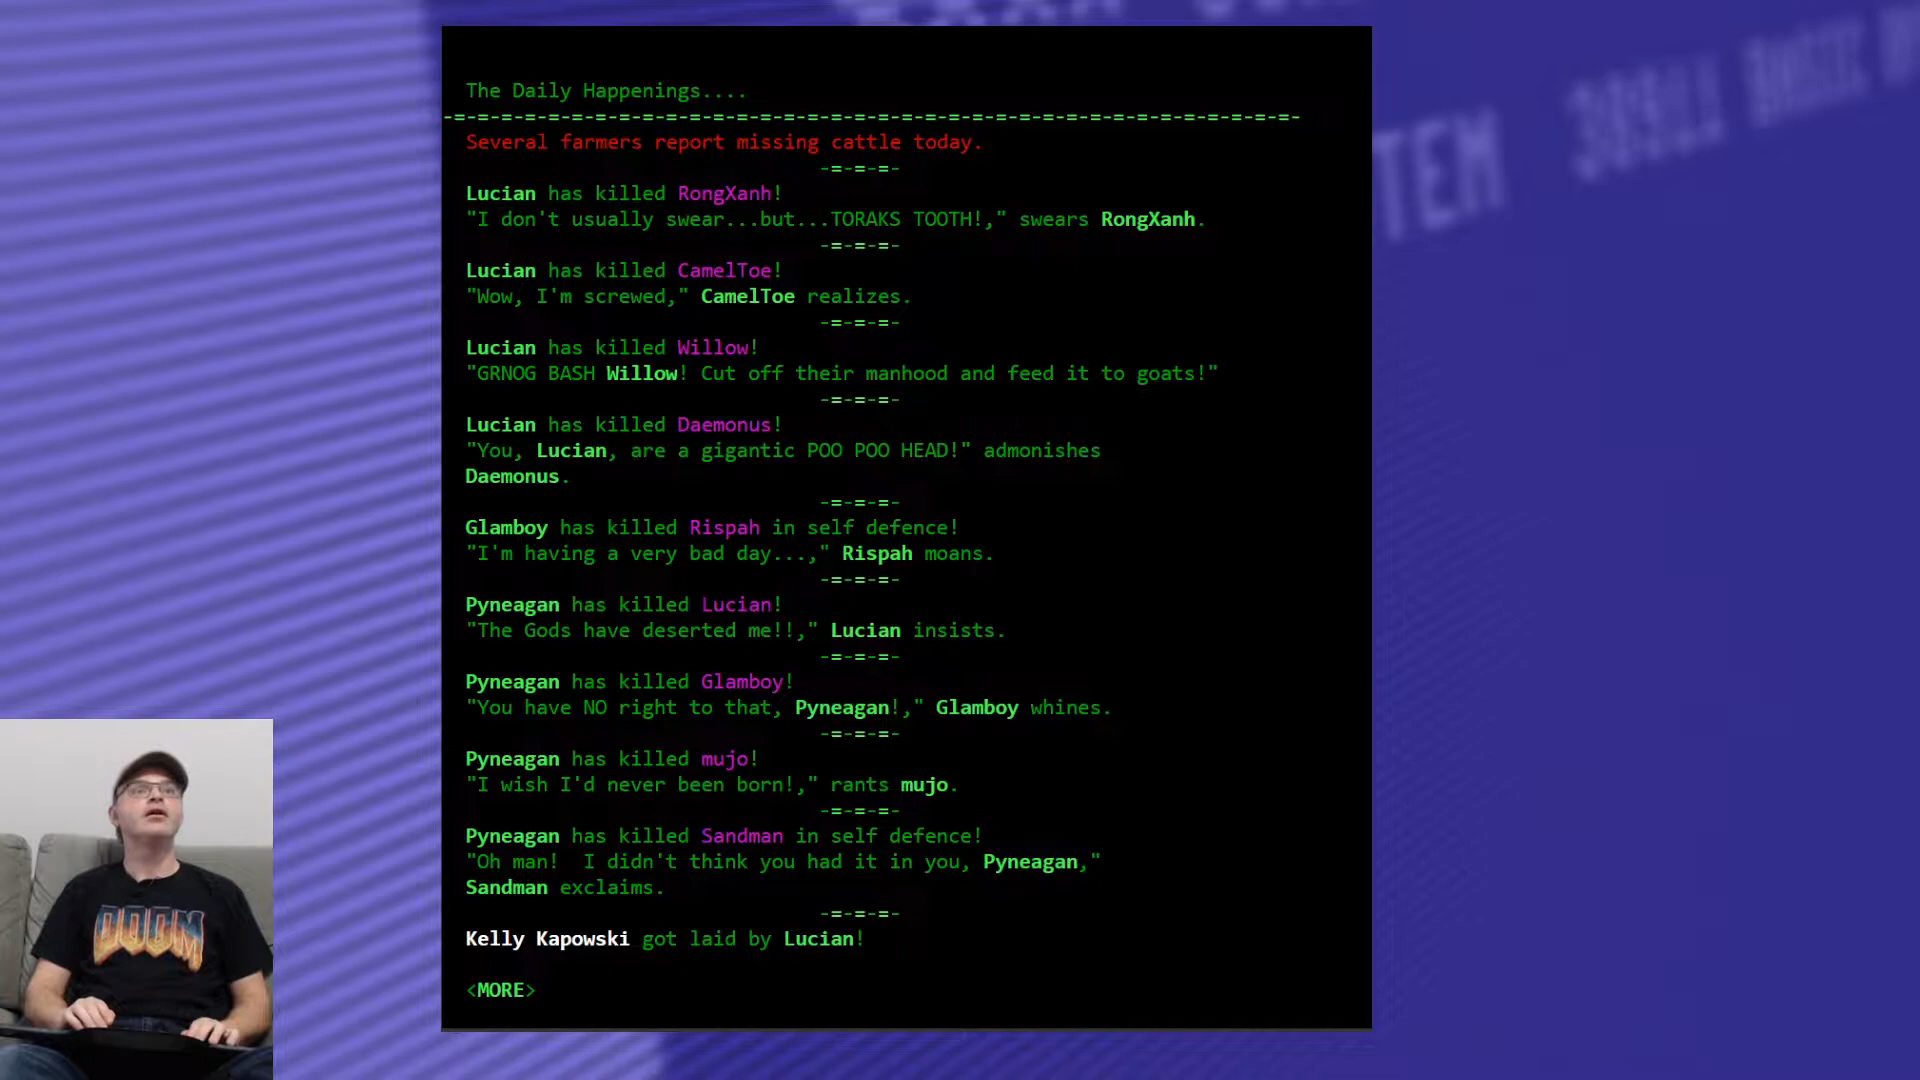 The Daily Happenings....
-=-=-=-=-=-=-=-=-=-=-=-=-=-=-=-=-=-=-=-=-=-=-=-=-=-=-=-=-=-=-=-=-=-=-=-=-
Several farmers report missing cattle today.
-=-=-=-
Lucian has killed RongXanh!
"I don't usually swear...but...TORAKS TOOTH!," swears RongXanh.
-=-=-=-
Lucian has killed CamelToe!
"Wow, I'm screwed," CamelToe realizes.
-=-=-=-
Lucian has killed Willow!
"GRNOG BASH Willow! Cut off their manhood and feed it to goats!"
-=-=-=-
Lucian has killed Daemonus!
"You, Lucian, are a gigantic POO POO HEAD!" admonishes
Daemonus.
-=-=-=-
Glamboy has killed Rispah in self defence!
"I'm having a very bad day...," Rispah moans.
-=-=-=-
Pyneagan has killed Lucian!
"The Gods have deserted me!!," Lucian insists.
-=-=-=-
Pyneagan has killed Glamboy!
"You have NO right to that, Pyneagan!," Glamboy whines.
-=-=-=-
Pyneagan has killed mujo!
"I wish I'd never been born!," rants mujo.
-=-=-=-
Pyneagan has killed Sandman in self defence!
"Oh man!  I didn't think you had it in you, Pyneagan,"
Sandman exclaims.
-=-=-=-
Kelly Kapowski got laid by Lucian!
<MORE>
DOOM